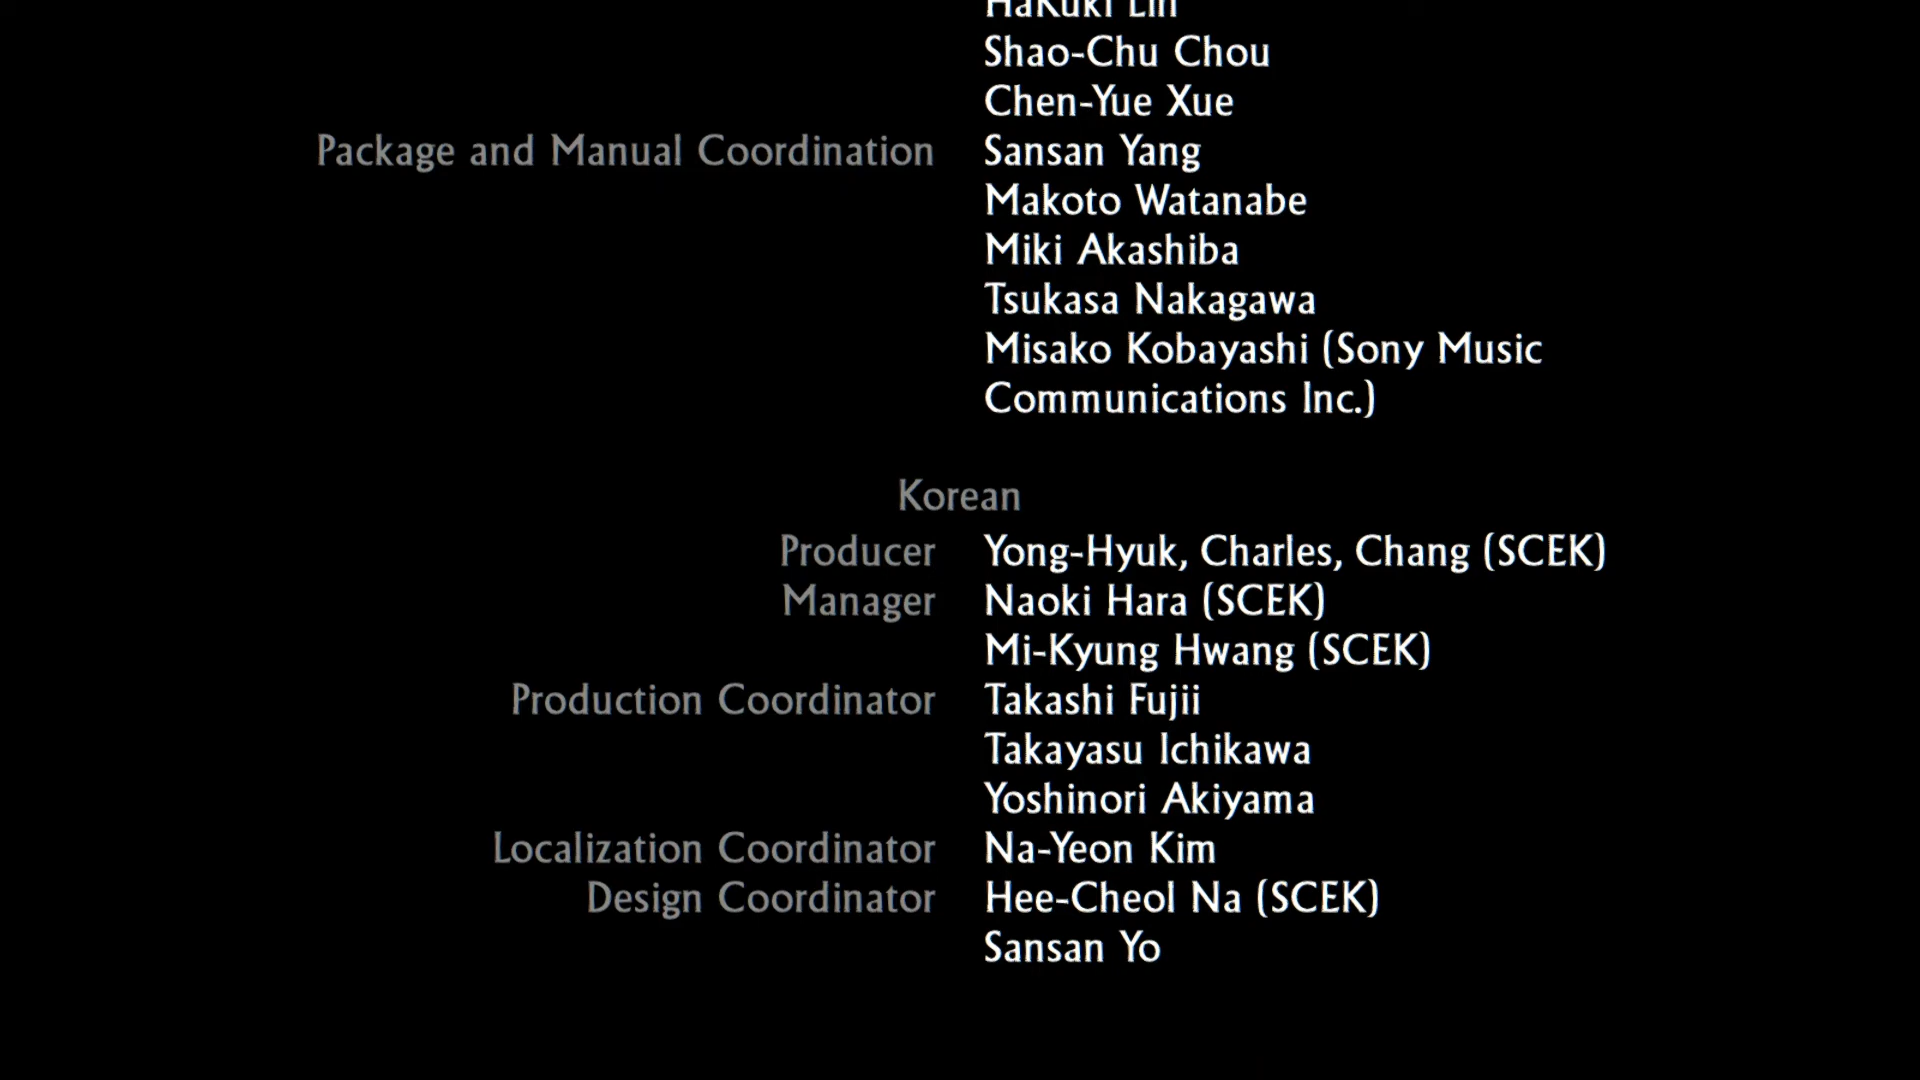 Hakuki Lin
Shao-Chu Chou
Chen-Yue Xue
Package and Manual Coordination Sansan Yang
Makoto Watanabe
Miki Akashiba
Tsukasa Nakagawa
Misako Kobayashi (Sony Music
Communications Inc.)
Korean
Producer Yong-Hyuk, Charles, Chang (SCEK)
Manager Naoki Hara (SCEK)
Mi-Kyung Hwang (SCEK)
Production Coordinator Takashi Fujii
Takayasu Ichikawa
Yoshinori Akiyama
Localization Coordinator Na-Yeon Kim
Design Coordinator Hee-Cheol Na (SCEK)
Sansan Yo